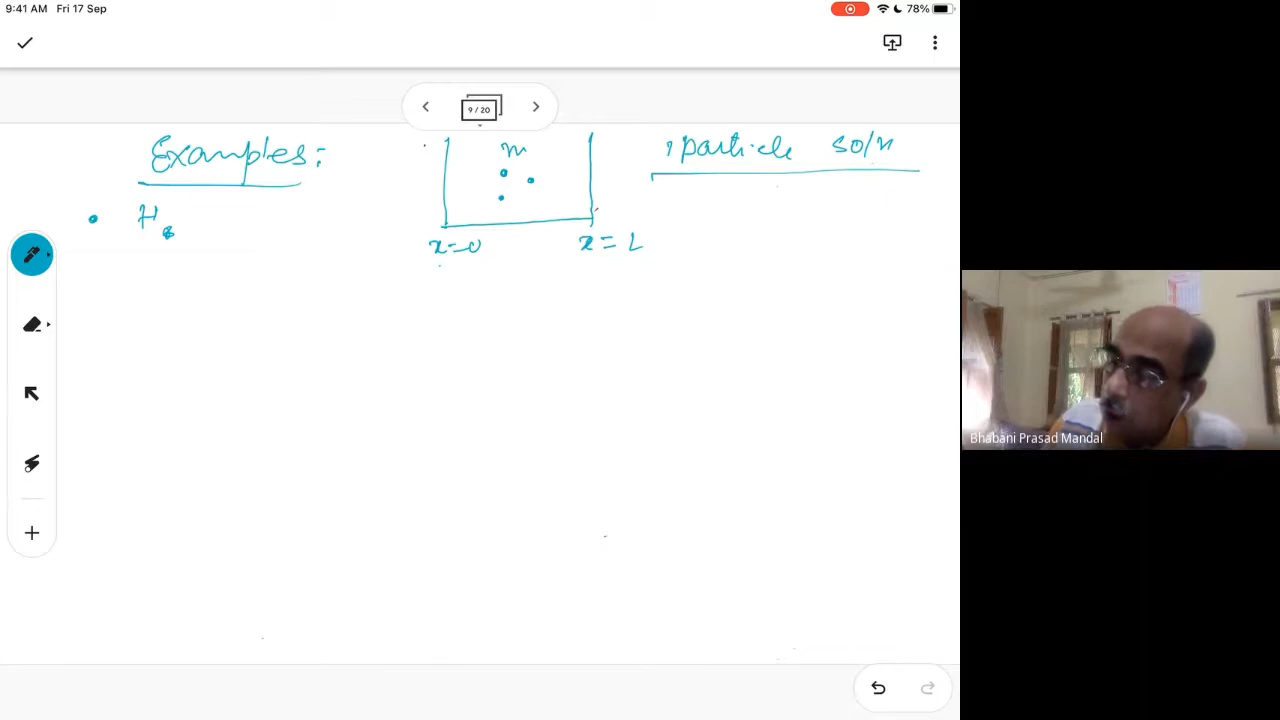 9:41 AM Fri 17 Sep
78%
9 / 20
Examples:
m
1 particle sol/n
H
x=0
x= L
Bhabani Prasad Mandal